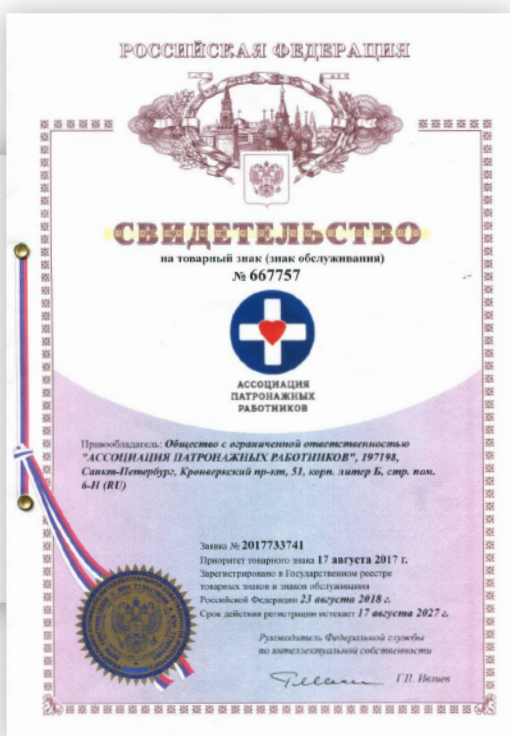 РОССИЙСКАЯ ФЕДЕРАЦИЯ
СВИДЕТЕЛЬСТВО
на товарный знак (знак обслуживания)
№ 667757
АССОЦИАЦИЯ
ПАТРОНАЖНЫХ
РАБОТНИКОВ
Правообладатель: Общество с ограниченной ответственностью
"АССОЦИАЦИЯ ПАТРОНАЖНЫХ РАБОТНИКОВ", 197198,
Санкт-Петербург, Кронверкский пр-кт, 51, корп. литер Б, стр. пом.
6-Н (RU)
Заявка № 2017733741
Приоритет товарного знака 17 августа 2017 г.
Зарегистрировано в Государственном реестре
товарных знаков и знаков обслуживания
Российской Федерации 23 августа 2018 г.
Срок действия регистрации истекает 17 августа 2027 г.
Руководитель Федеральной службы
по интеллектуальной собственности
Г.П. Ивлиев